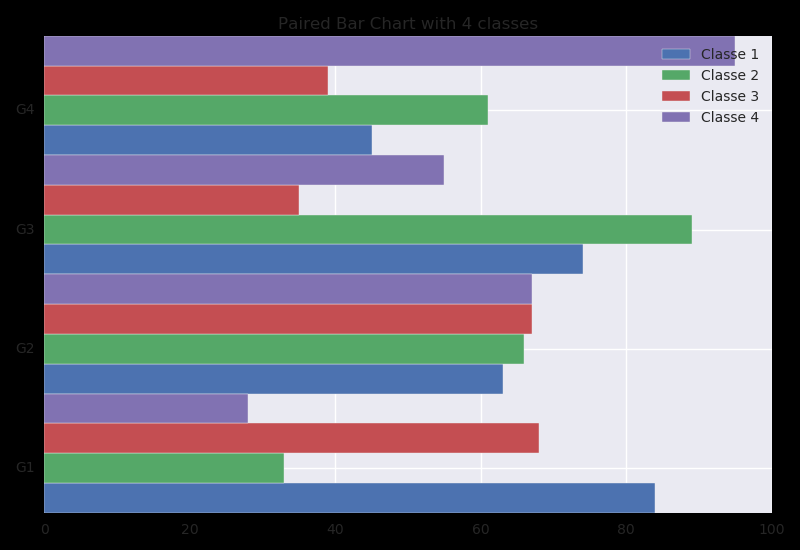 Paired Bar Chart with 4 classes
Classe 1
Classe 2
Classe 3
Classe 4
G4
G3
G2
G1
0 20 40 60 80 100